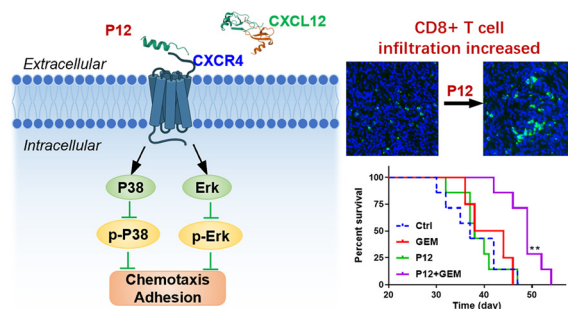 P12
CXCL12
CXCR4
Extracellular
Intracellular
P38
Erk
p-P38
p-Erk
Chemotaxis
Adhesion
CD8+ T cell
infiltration increased
P12
Percent survival
100
75
50
25
0
Ctrl
GEM
P12
P12+GEM
**
20
30
40
50
Time (day)